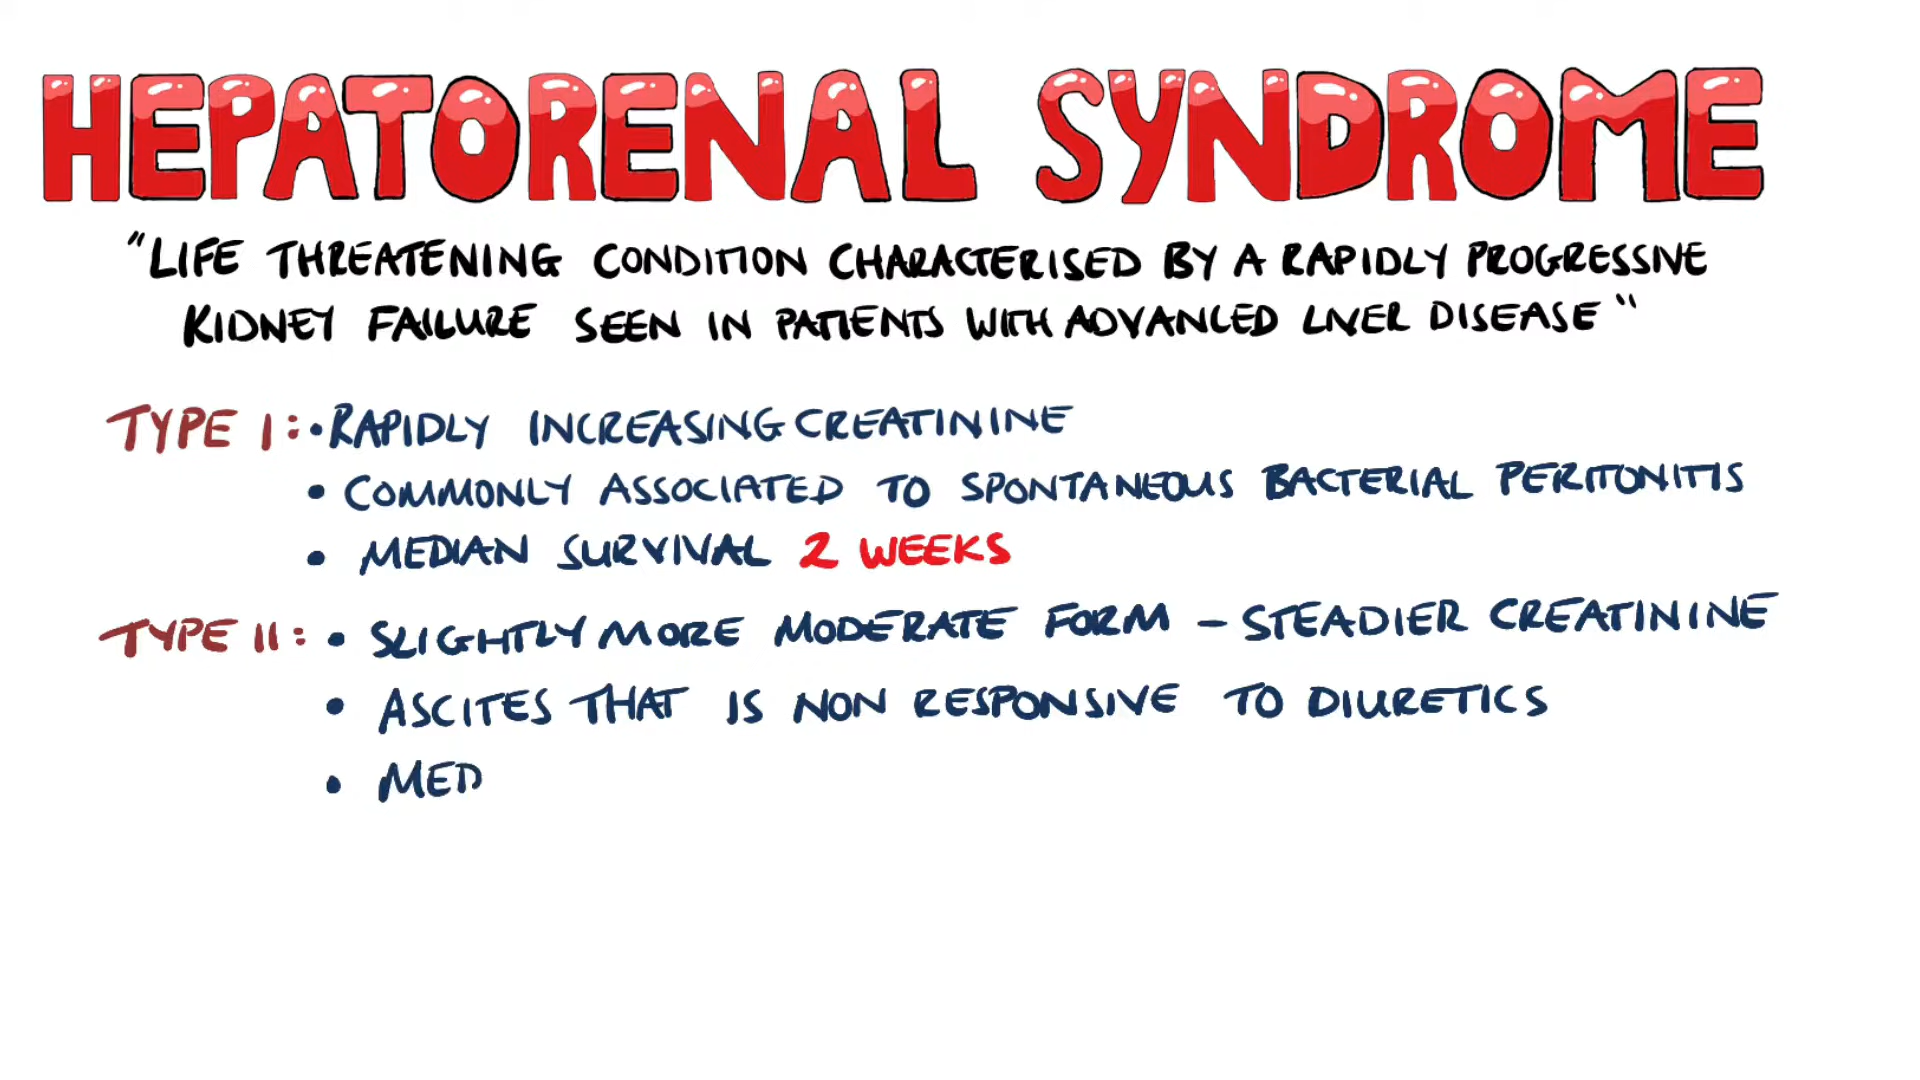 HEPATORENAL SYNDROME
"LIFE THREATENING CONDITION CHARACTERISED BY A RAPIDLY PROGRESSIVE
KIDNEY FAILURE SEEN IN PATIENTS WITH ADVANCED LIVER DISEASE"
TYPE I: • RAPIDLY INCREASING CREATININE
• COMMONLY ASSOCIATED TO SPONTANEOUS BACTERIAL PERITONITIS
• MEDIAN SURVIVAL 2 WEEKS
TYPE II: • SLIGHTLY MORE MODERATE FORM – STEADIER CREATININE
• ASCITES THAT IS NON RESPONSIVE TO DIURETICS
• MED